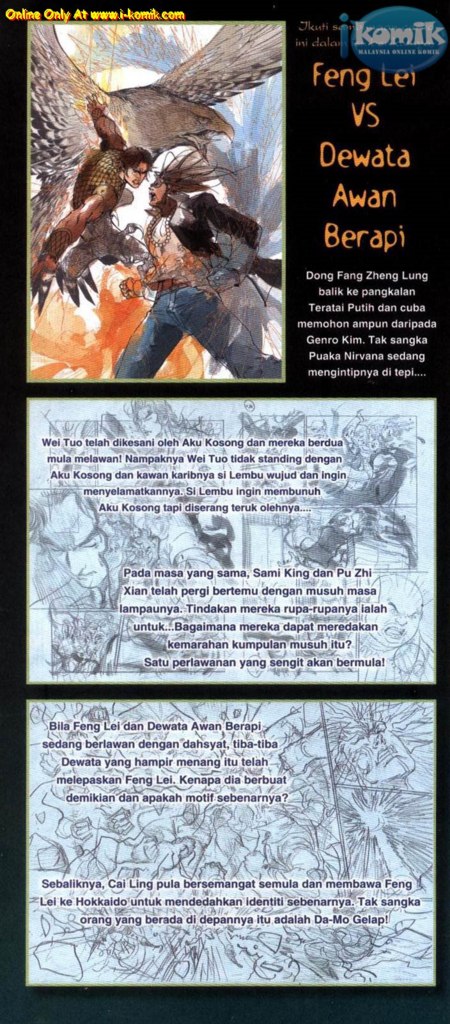 Online Only At www.i-komik.com
ikomik
MALAYSIA ONLINE KOMIK
Ikuti
ini dalam
Feng Lei
VS
Dewata
Awan
Berapi
Dong Fang Zheng Lung
balik ke pangkalan
Teratai Putih dan cuba
memohon ampun daripada
Genro Kim. Tak sangka
Puaka Nirvana sedang
mengintipnya di tepi....
Wei Tuo telah dikesani oleh Aku Kosong dan mereka berdua
mula melawan! Nampaknya Wei Tuo tidak standing dengan
Aku Kosong dan kawan karibnya si Lembu wujud dan ingin
menyelamatkannya. Si Lembu ingin membunuh
Aku Kosong tapi diserang teruk olehnya....
Pada masa yang sama, Sami King dan Pu Zhi
Xian telah pergi bertemu dengan musuh masa
lampaunya. Tindakan mereka rupa-rupanya ialah
untuk...Bagaimana mereka dapat meredakan
kemarahan kumpulan musuh itu?
Satu perlawanan yang sengit akan bermula!
Bila Feng Lei dan Dewata Awan Berapi
sedang berlawan dengan dahsyat, tiba-tiba
Dewata yang hampir menang itu telah
melepaskan Feng Lei. Kenapa dia berbuat
demikian dan apakah motif sebenarnya?
Sebaliknya, Cai Ling pula bersemangat semula dan membawa Feng
Lei ke Hokkaido untuk mendedahkan identiti sebenarnya. Tak sangka
orang yang berada di depannya itu adalah Da-Mo Gelap!